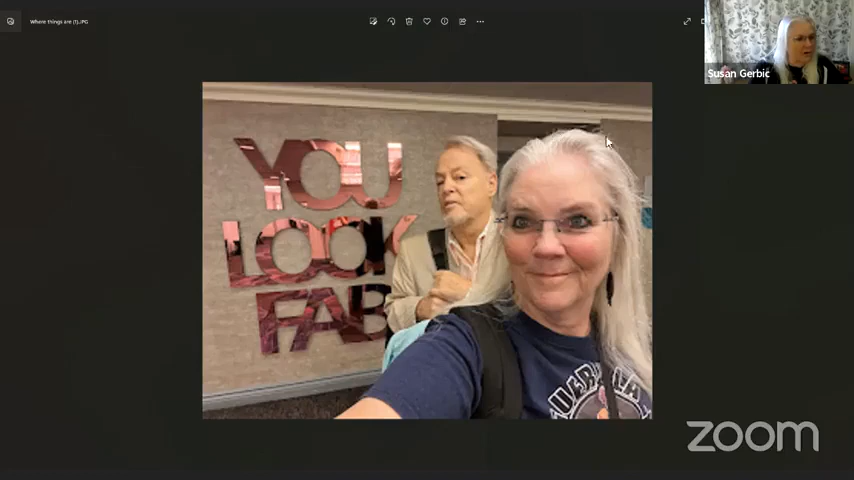 Where things are (1).JPG
Susan Gerbic
YOU
LOOK
FAB
zoom